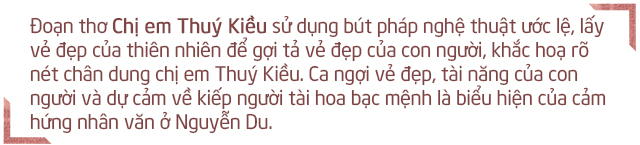 Đoạn thơ Chị em Thuý Kiều sử dụng bút pháp nghệ thuật ước lệ, lấy
vẻ đẹp của thiên nhiên để gợi tả vẻ đẹp của con người, khắc hoạ rõ
nét chân dung chị em Thuý Kiều. Ca ngợi vẻ đẹp, tài năng của con
người và dự cảm về kiếp người tài hoa bạc mệnh là biểu hiện của cảm
hứng nhân văn ở Nguyễn Du.